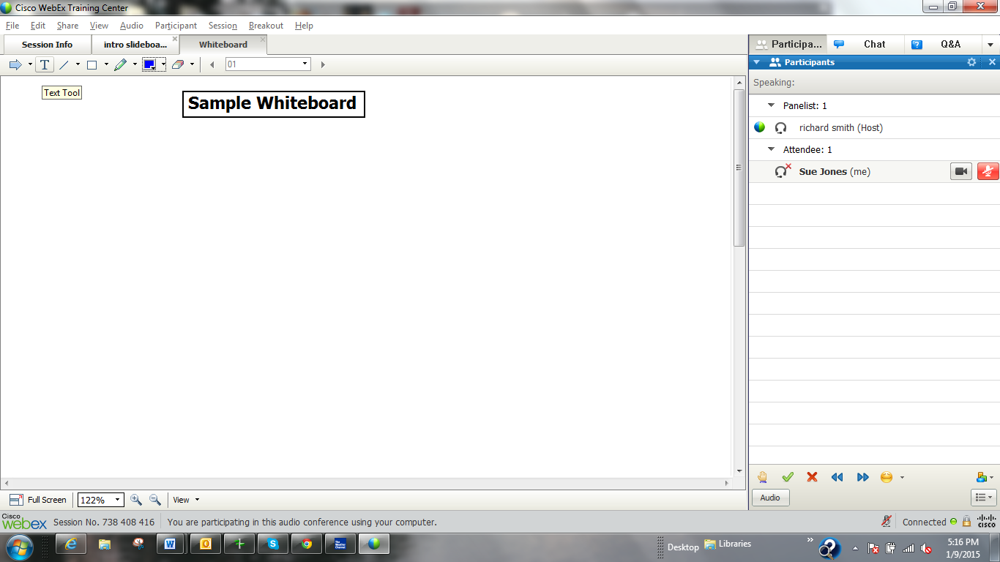 Cisco WebEx Training Center
File Edit Share View Audio Participant Session Breakout Help
Session Info intro slideboa... Whiteboard
T 01
Text Tool
Sample Whiteboard
Participa... Chat ? Q&A
Participants
Speaking:
Panelist: 1
richard smith (Host)
Attendee: 1
Sue Jones (me)
Audio
Full Screen 122% View
Cisco webex Session No. 738 408 416 You are participating in this audio conference using your computer. Connected CISCO
Desktop Libraries
5:16 PM
1/9/2015